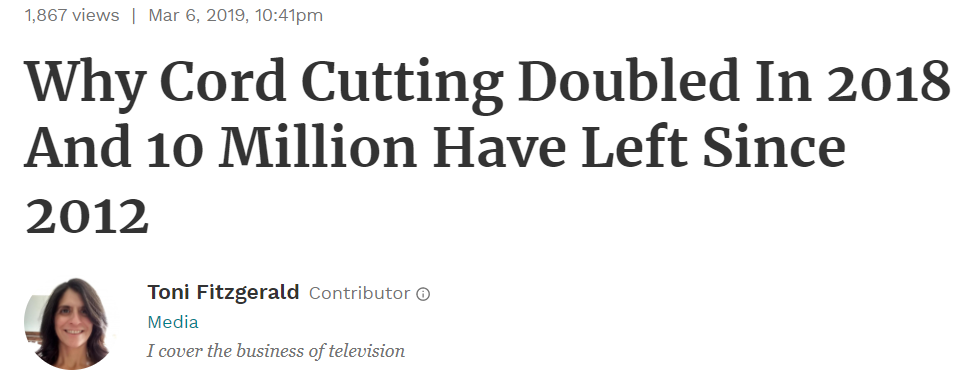 1,867 views | Mar 6, 2019, 10:41pm
Why Cord Cutting Doubled In 2018
And 10 Million Have Left Since
2012
Toni Fitzgerald Contributor ⓘ
Media
I cover the business of television